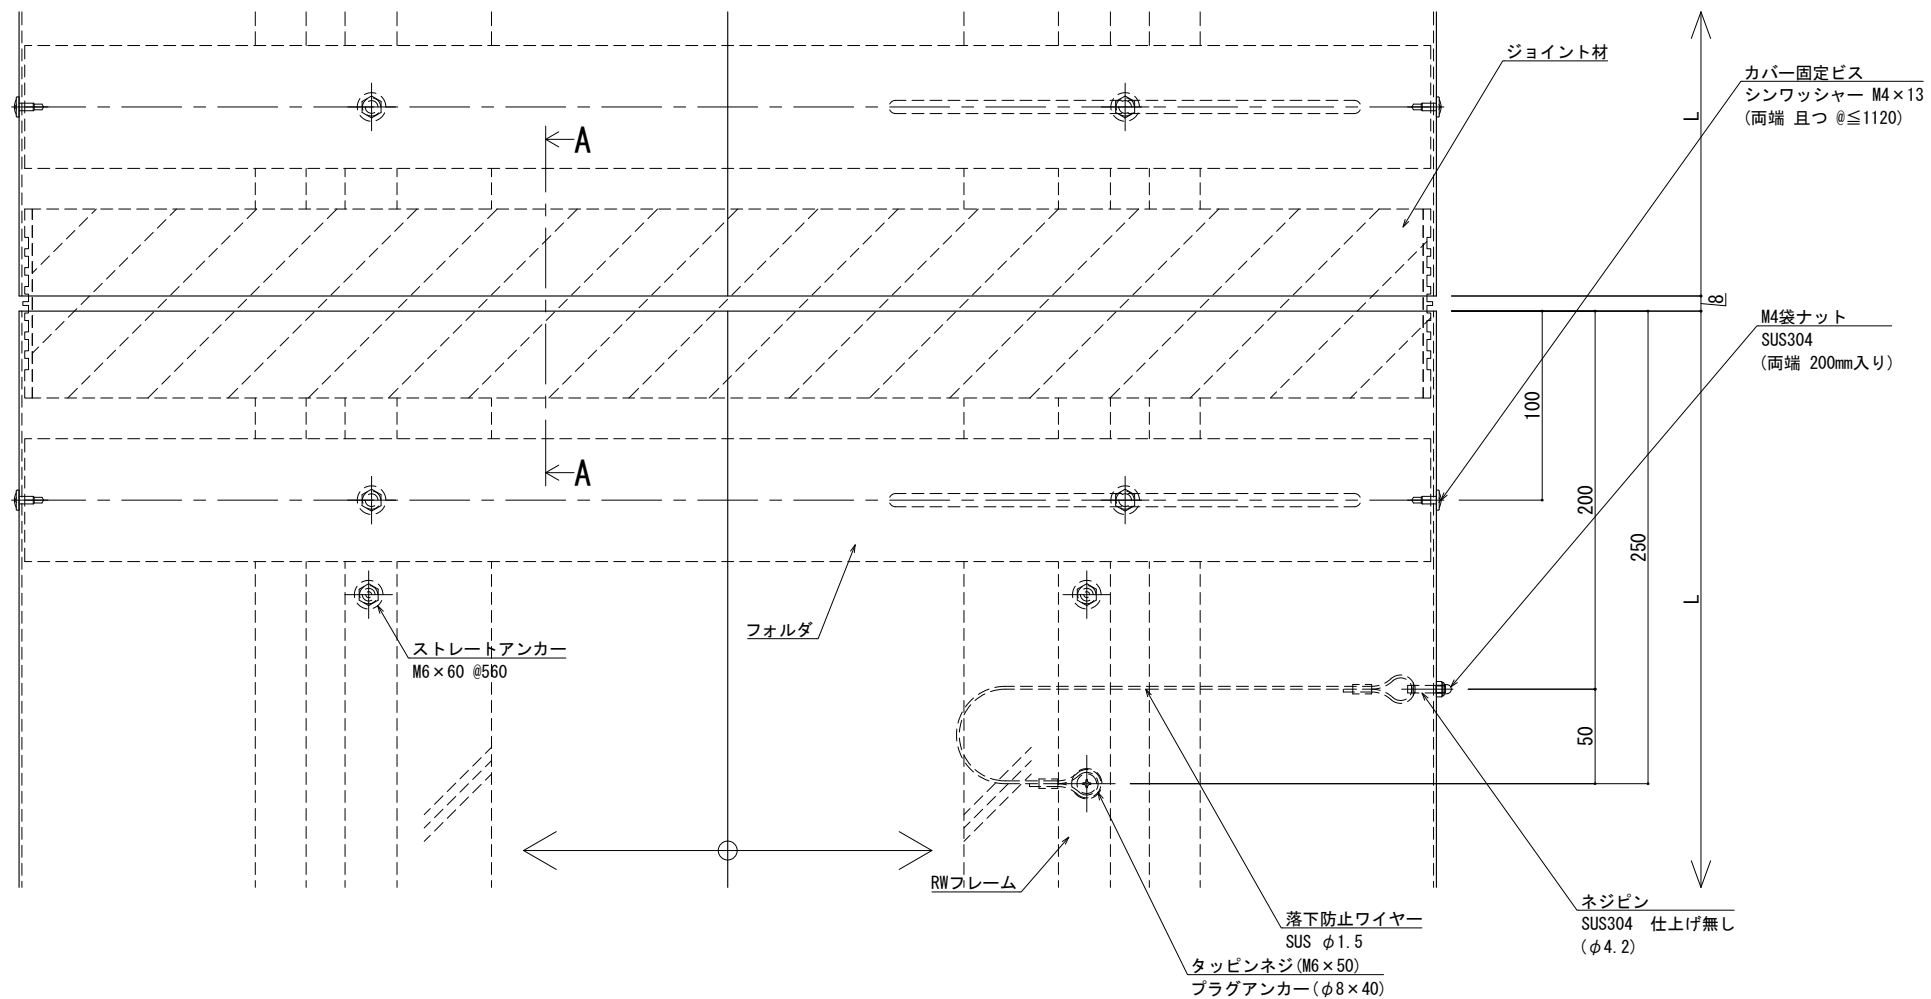 ジョイント材
カバー固定ビス
シンワッシャー M4×13
(両端 且つ @≦1120)
L
A
8
M4袋ナット
SUS304
(両端 200mm入り)
100
A
200
250
L
フォルダ
ストレートアンカー
M6×60 @560
50
RWフレーム
ネジピン
SUS304 仕上げ無し
(φ4.2)
落下防止ワイヤー
SUS φ1.5
タッピンネジ(M6×50)
プラグアンカー(φ8×40)